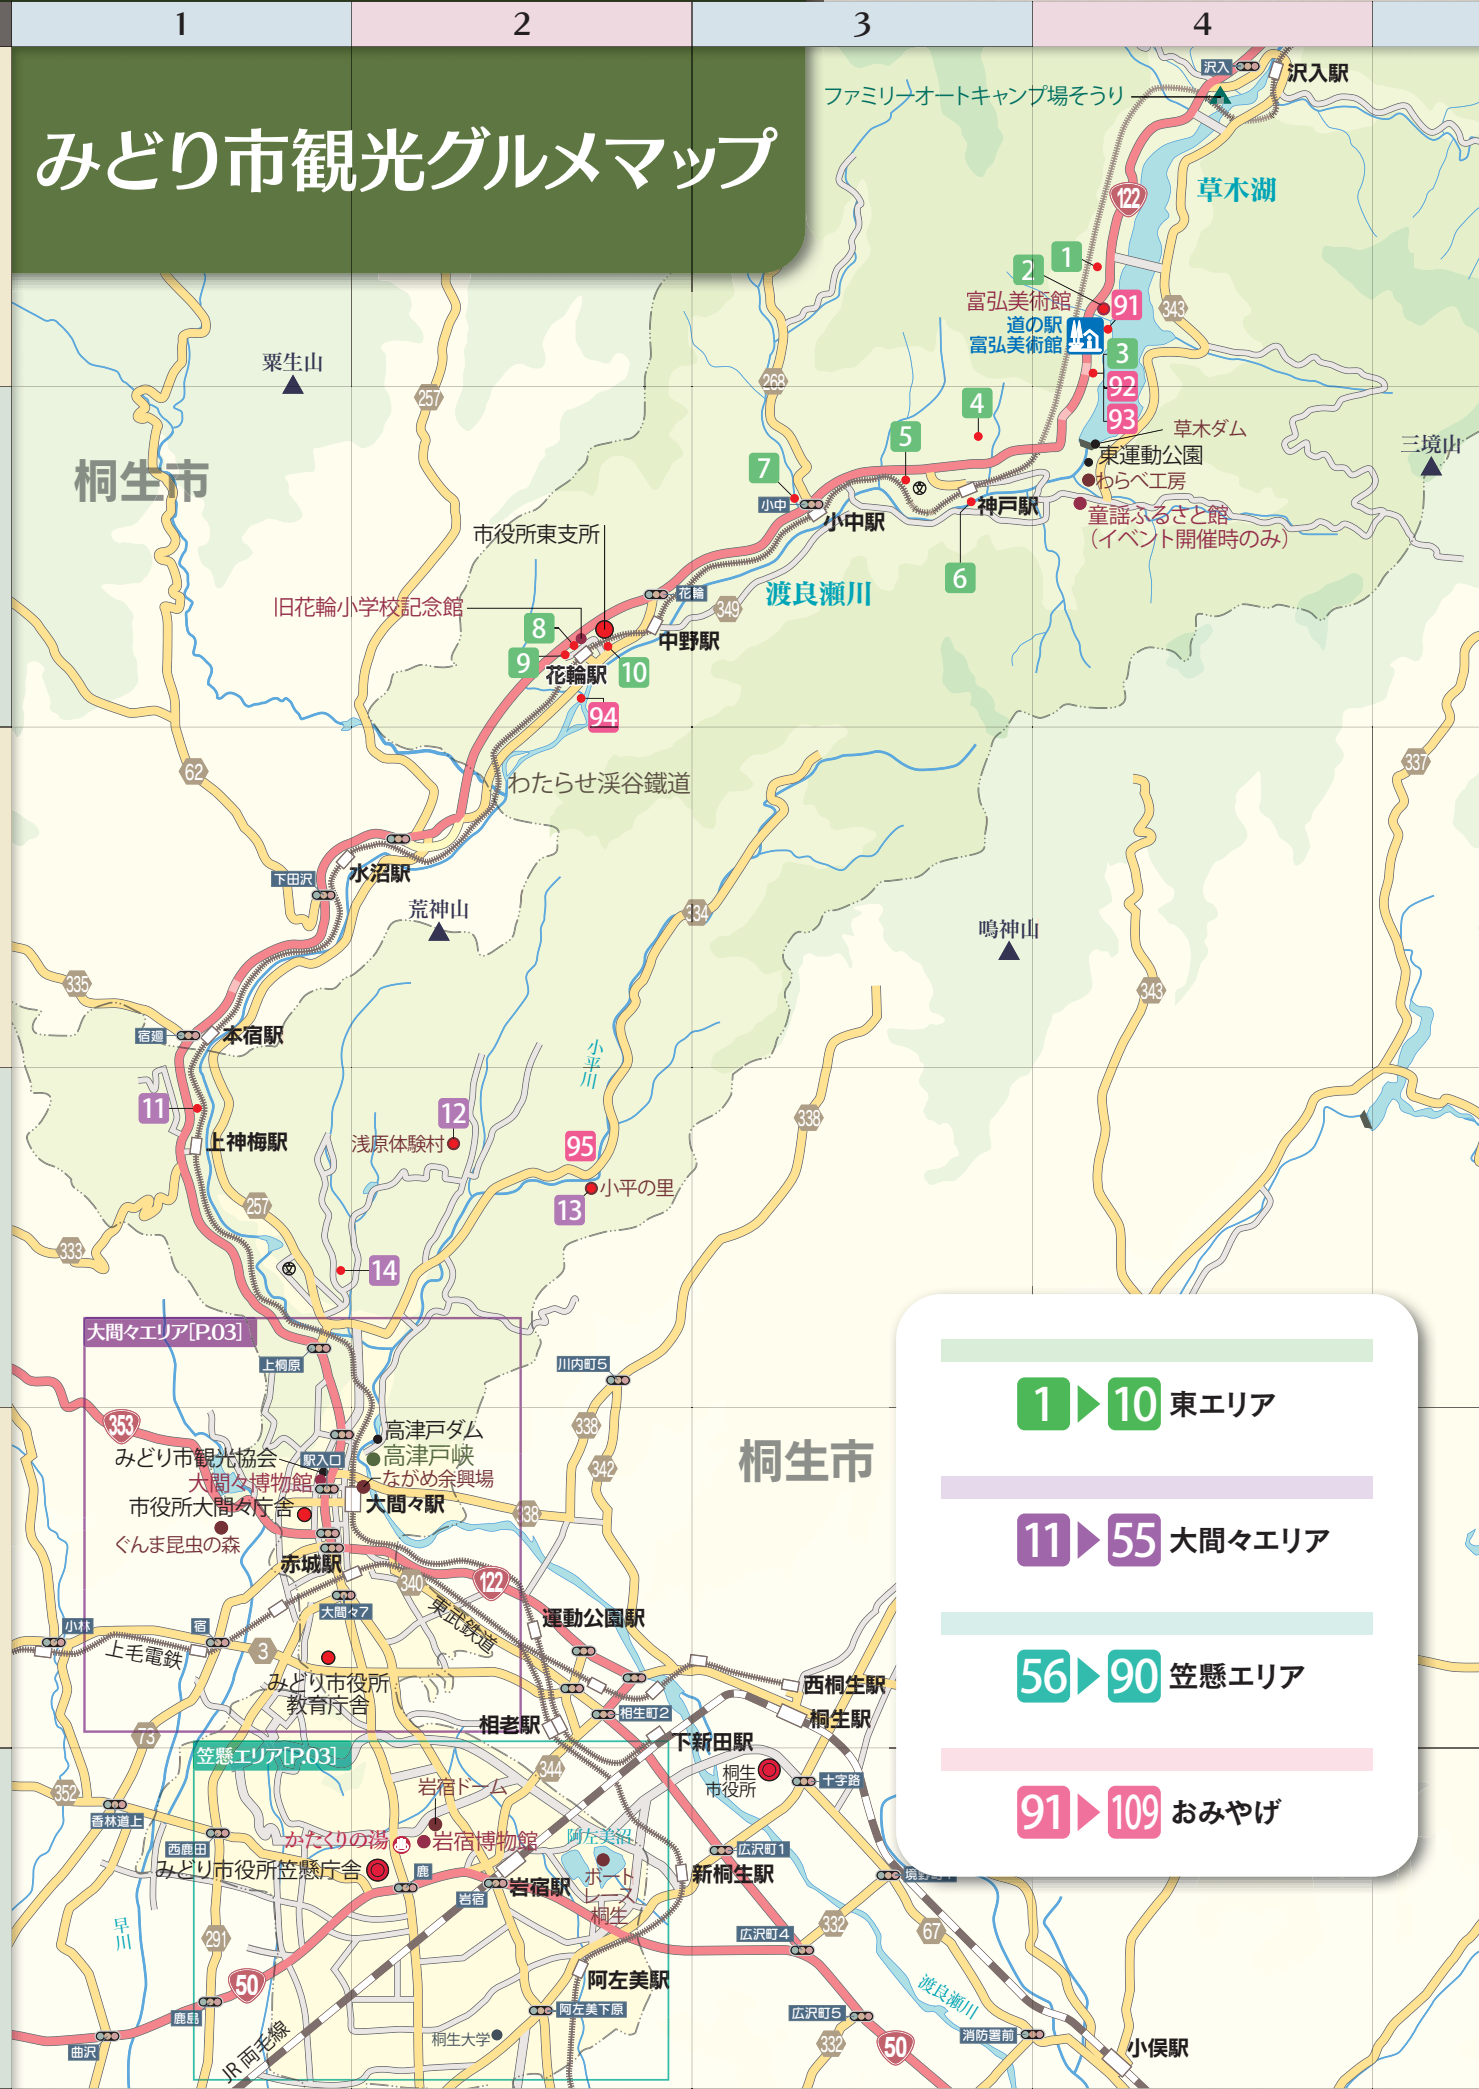 1
2
3
4
みどり市観光グルメマップ
沢入
沢入駅
ファミリーオートキャンプ場そうり
草木湖
122
1
2
富弘美術館
91
343
道の駅
富弘美術館
3
92
93
粟生山
257
268
4
5
草木ダム
東運動公園
わらべ工房
三境山
桐生市
7
小中
小中駅
神戸駅
童謡ふるさと館
（イベント開催時のみ）
6
市役所東支所
渡良瀬川
花輪
349
旧花輪小学校記念館
8
9
中野駅
花輪駅
10
94
62
わたらせ渓谷鐵道
337
水沼駅
下田沢
荒神山
334
鳴神山
335
343
宿廻
本宿駅
小平川
11
12
338
上神梅駅
浅原体験村
95
小平の里
13
257
333
14
大間々エリア[P.03]
上桐原
川内町5
353
338
高津戸ダム
みどり市観光協会
駅入口
高津戸峡
大間々博物館
ながめ余興場
342
桐生市
市役所大間々庁舎
大間々駅
338
ぐんま昆虫の森
赤城駅
340
122
大間々7
東武鉄道
運動公園駅
小林
宿
上毛電鉄
3
みどり市役所
教育庁舎
西桐生駅
桐生駅
相生町2
相老駅
下新田駅
73
笠懸エリア[P.03]
344
桐生
市役所
十字路
352
香林道上
岩宿ドーム
西鹿田
かたくりの湯
岩宿博物館
阿左美沼
広沢町1
みどり市役所笠懸庁舎
鹿
ボート
レース
桐生
新桐生駅
岩宿
岩宿駅
早川
291
広沢町4
332
67
50
阿左美駅
渡良瀬川
鹿島
阿左美下原
広沢町5
消防署前
曲沢
JR両毛線
桐生大学
332
50
小俣駅
1 10 東エリア
11 55 大間々エリア
56 90 笠懸エリア
91 109 おみやげ